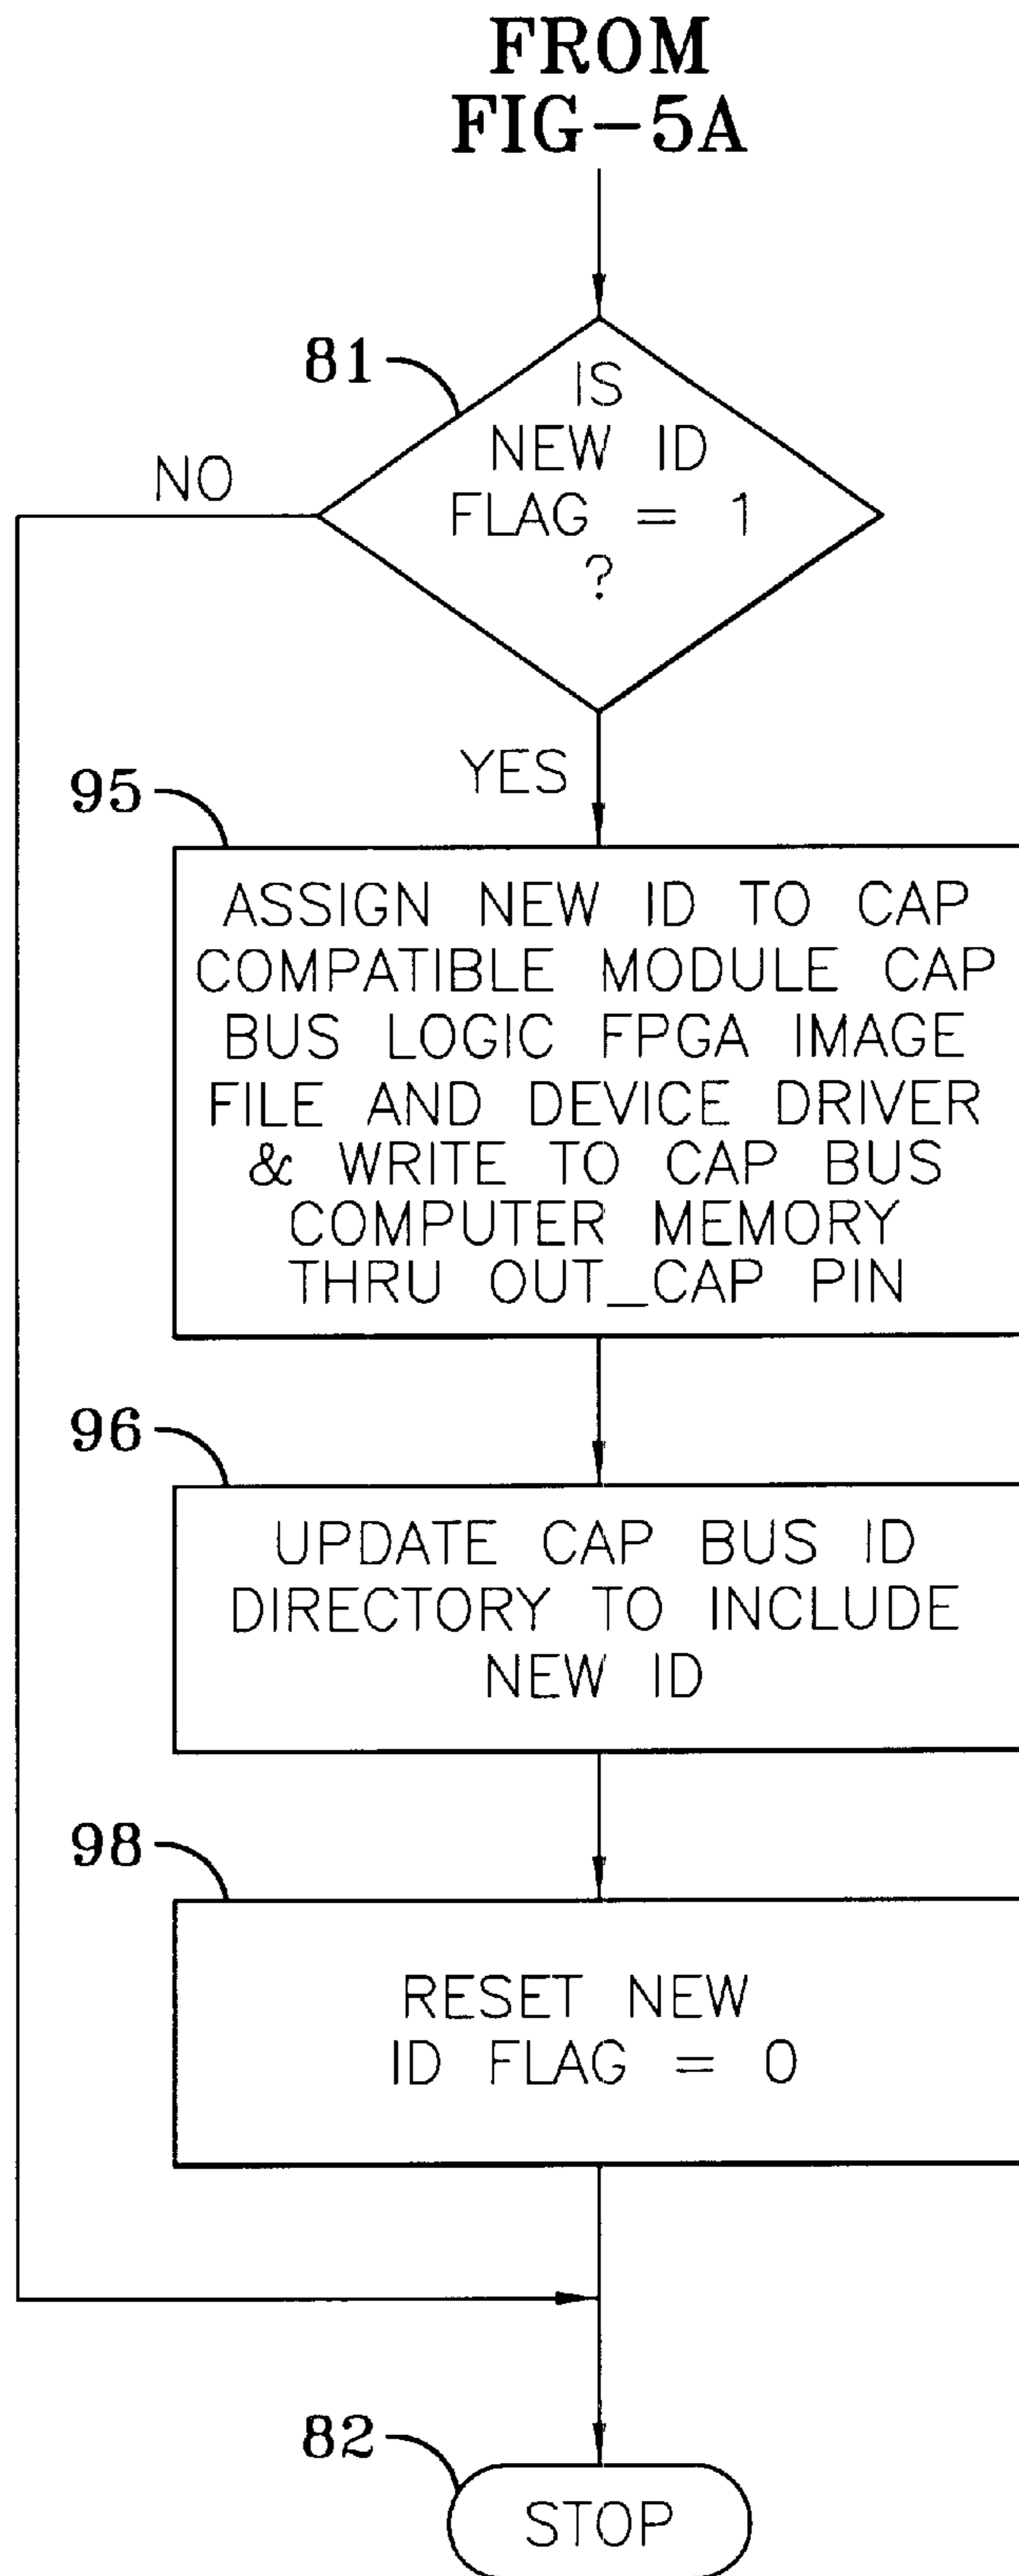 FROM
FIG-5A
81
IS
NEW ID
FLAG = 1
?
NO
YES
95
ASSIGN NEW ID TO CAP
COMPATIBLE MODULE CAP
BUS LOGIC FPGA IMAGE
FILE AND DEVICE DRIVER
& WRITE TO CAP BUS
COMPUTER MEMORY
THRU OUT_CAP PIN
96
UPDATE CAP BUS ID
DIRECTORY TO INCLUDE
NEW ID
98
RESET NEW
ID FLAG = 0
82
STOP